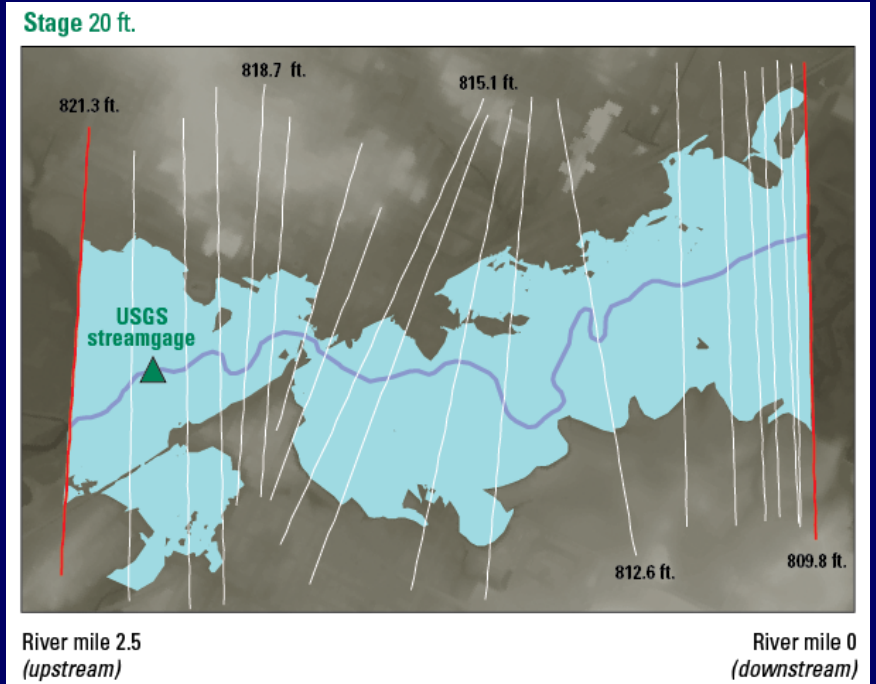 Stage 20 ft.
818.7 ft.
815.1 ft.
821.3 ft.
USGS
streamgage
812.6 ft.
809.8 ft.
River mile 2.5
(upstream)
River mile 0
(downstream)